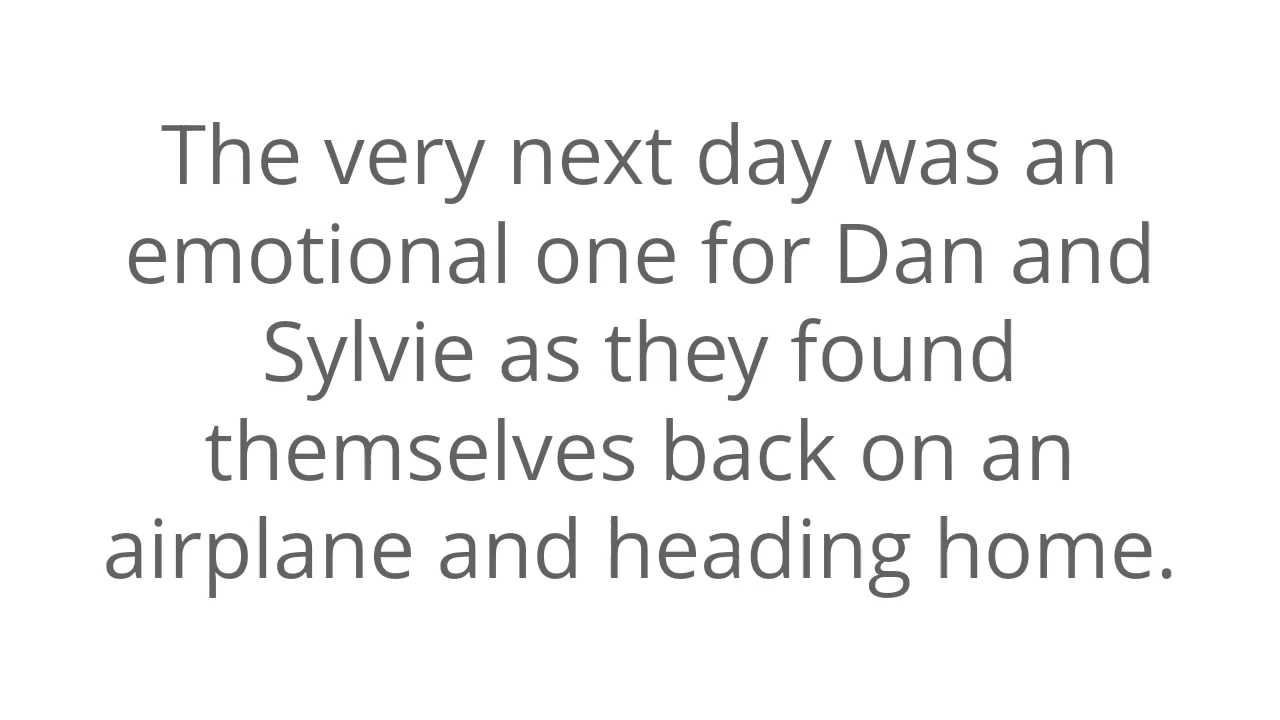 The very next day was an
emotional one for Dan and
Sylvie as they found
themselves back on an
airplane and heading home.